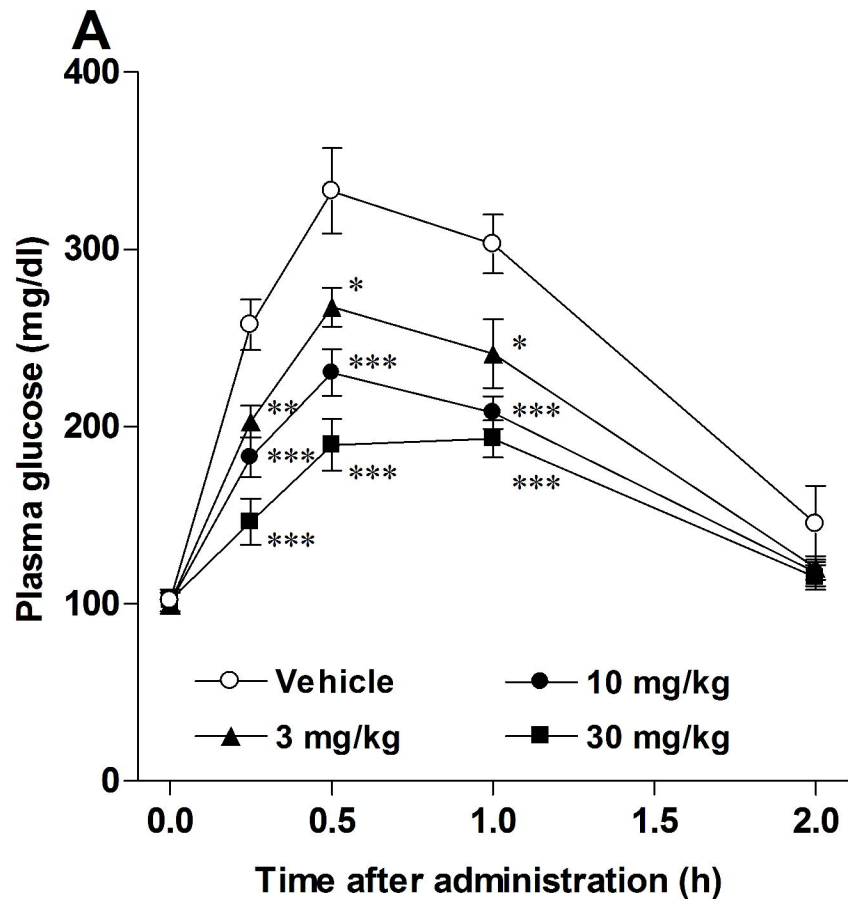 A
400
300
200
100
0
Plasma glucose (mg/dl)
*
*
**
***
***
***
***
***
***
Vehicle
10 mg/kg
3 mg/kg
30 mg/kg
0.0 0.5 1.0 1.5 2.0
Time after administration (h)